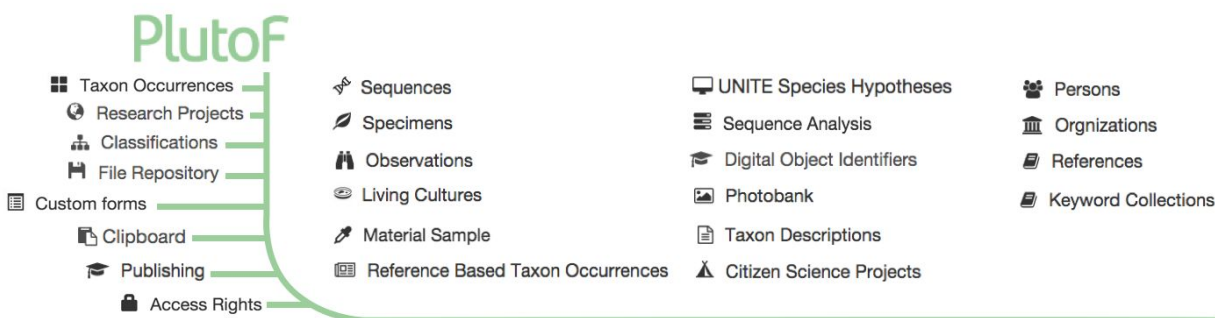 PlutoF
Taxon Occurrences
Research Projects
Classifications
File Repository
Custom forms
Clipboard
Publishing
Access Rights
Sequences
Specimens
Observations
Living Cultures
Material Sample
Reference Based Taxon Occurrences
UNITE Species Hypotheses
Sequence Analysis
Digital Object Identifiers
Photobank
Taxon Descriptions
Citizen Science Projects
Persons
Orgnizations
References
Keyword Collections